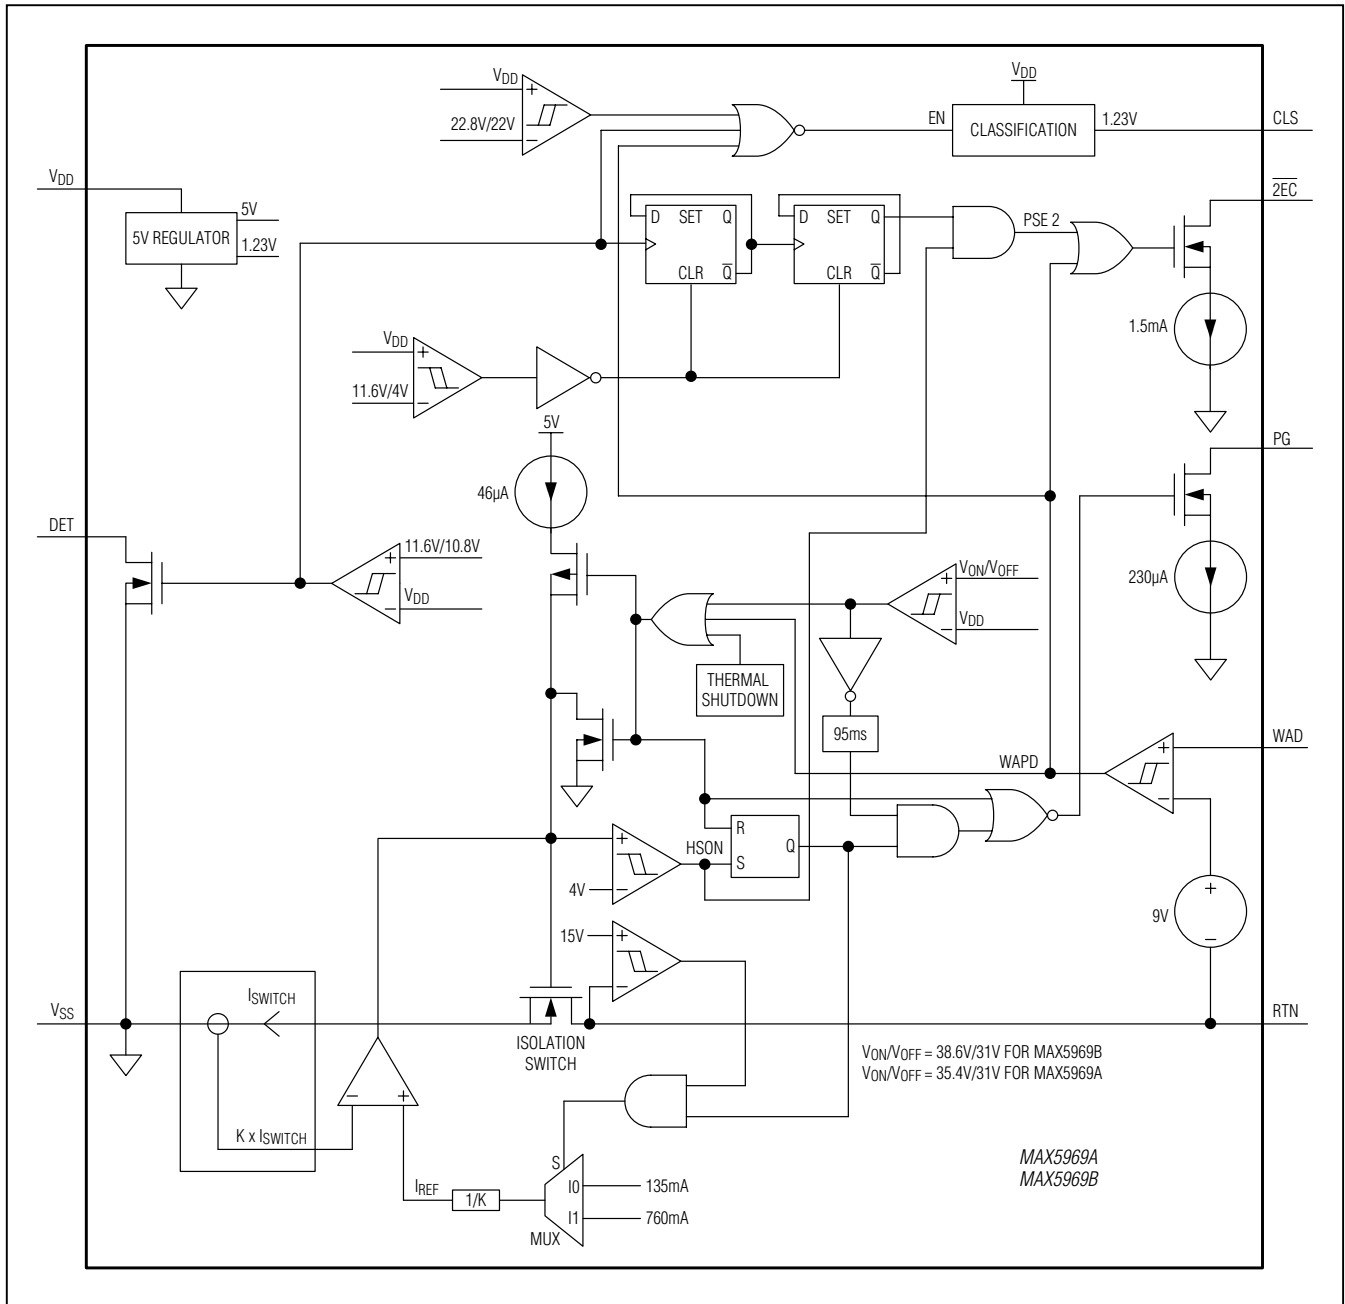 VDD
+
22.8V/22V
−
VDD
EN
CLASSIFICATION
1.23V
CLS
VDD
5V REGULATOR
5V
1.23V
D SET Q
CLR Q̅
D SET Q
CLR Q̅
PSE 2
2̅E̅C̅
1.5mA
VDD
+
11.6V/4V
−
5V
46µA
PG
230µA
DET
+
11.6V/10.8V
VDD
−
+
VON/VOFF
−
VDD
THERMAL
SHUTDOWN
95ms
WAPD
+
WAD
−
+
4V
−
HSON
R
S
Q
+
9V
−
15V
+
−
VSS
ISWITCH
ISOLATION
SWITCH
RTN
VON/VOFF = 38.6V/31V FOR MAX5969B
VON/VOFF = 35.4V/31V FOR MAX5969A
−
+
K x ISWITCH
IREF
1/K
S
I0
135mA
I1
760mA
MUX
MAX5969A
MAX5969B